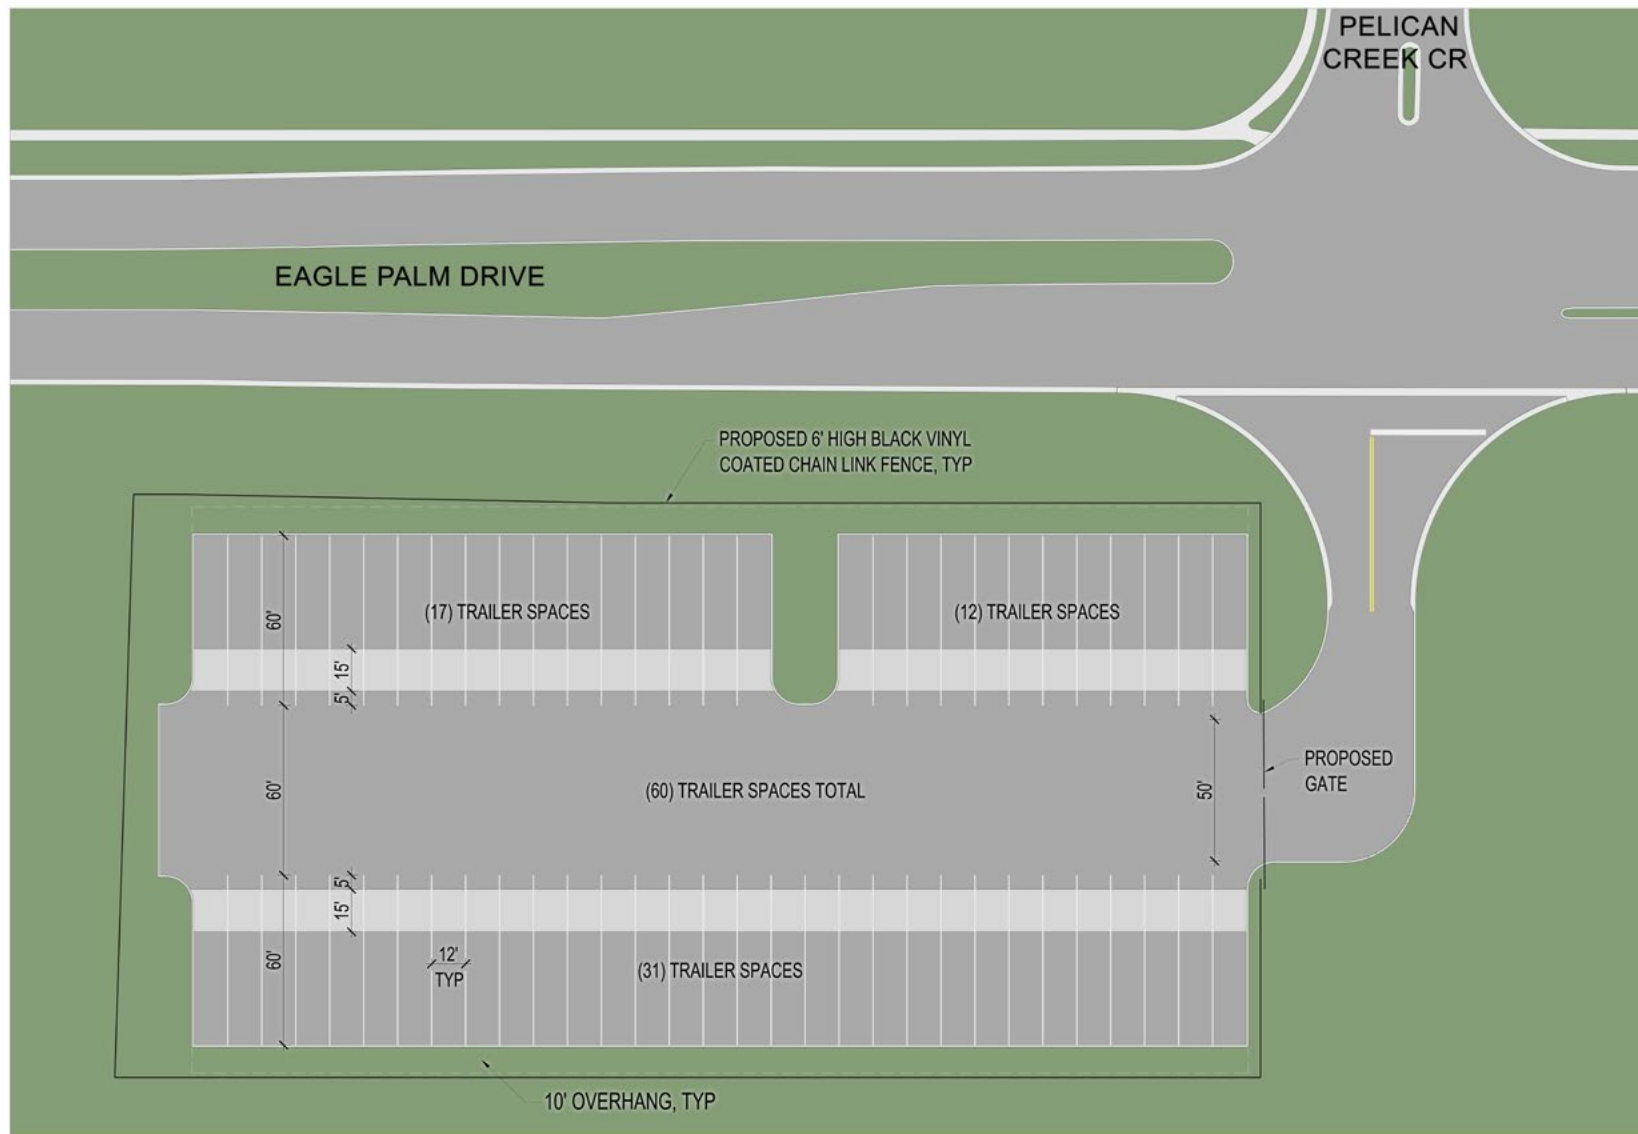 PELICAN
CREEK CR
EAGLE PALM DRIVE
PROPOSED 6' HIGH BLACK VINYL
COATED CHAIN LINK FENCE, TYP
60'
(17) TRAILER SPACES
(12) TRAILER SPACES
15'
5'
60'
(60) TRAILER SPACES TOTAL
50'
PROPOSED
GATE
5'
15'
60'
12'
TYP
(31) TRAILER SPACES
10' OVERHANG, TYP